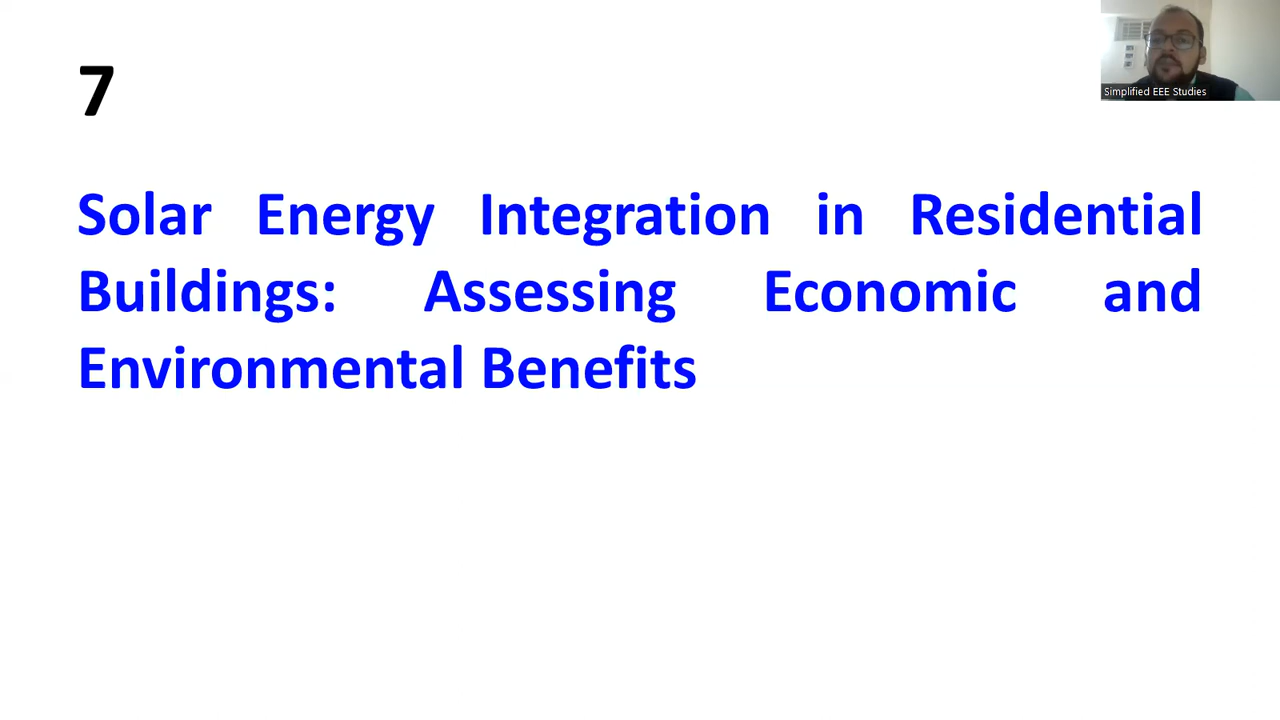 7
Simplified EEE Studies
Solar Energy Integration in Residential
Buildings: Assessing Economic and
Environmental Benefits